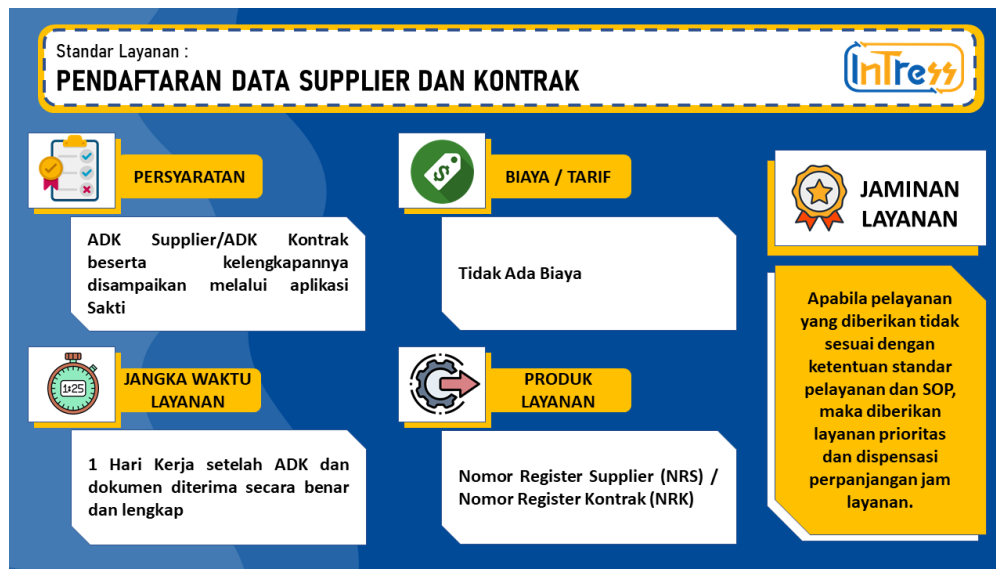 Standar Layanan :
PENDAFTARAN DATA SUPPLIER DAN KONTRAK
InTress
PERSYARATAN
ADK Supplier/ADK Kontrak
beserta kelengkapannya
disampaikan melalui aplikasi
Sakti
BIAYA / TARIF
Tidak Ada Biaya
JANGKA WAKTU
LAYANAN
1:25
1 Hari Kerja setelah ADK dan
dokumen diterima secara benar
dan lengkap
PRODUK
LAYANAN
Nomor Register Supplier (NRS) /
Nomor Register Kontrak (NRK)
JAMINAN
LAYANAN
Apabila pelayanan
yang diberikan tidak
sesuai dengan
ketentuan standar
pelayanan dan SOP,
maka diberikan
layanan prioritas
dan dispensasi
perpanjangan jam
layanan.